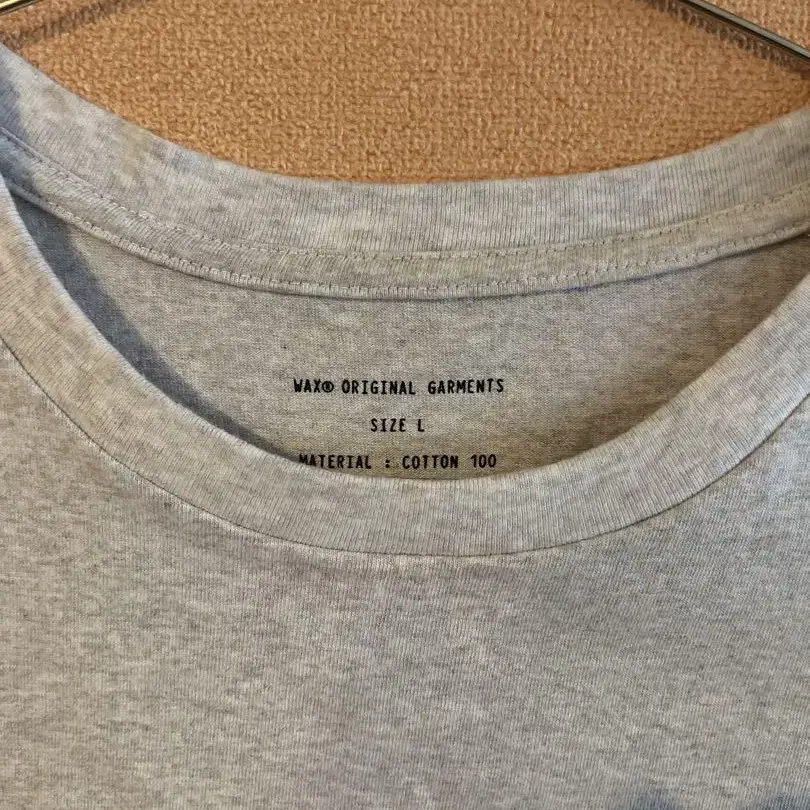 WAX® ORIGINAL GARMENTS
SIZE L
MATERIAL : COTTON 100